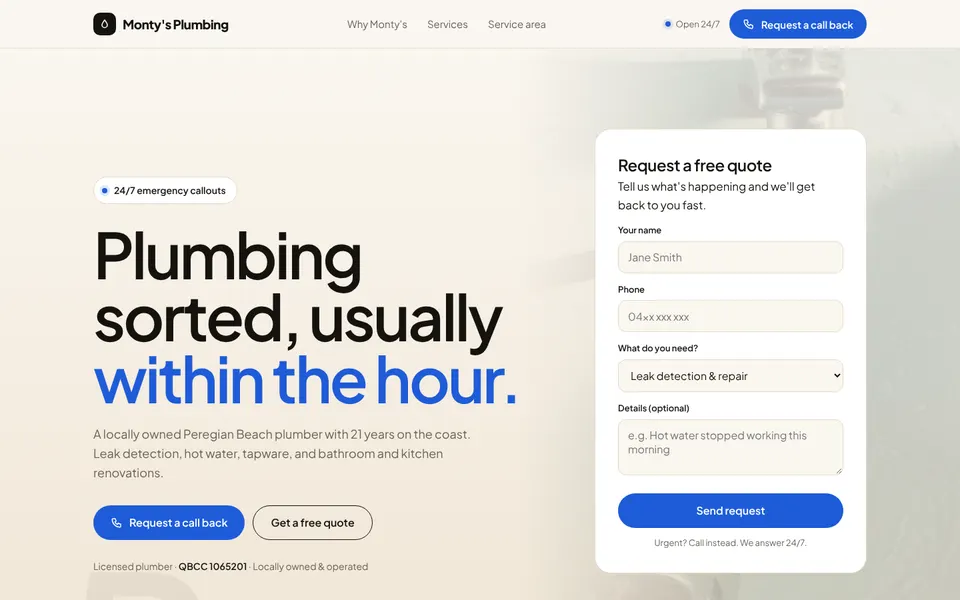 Monty's Plumbing
Why Monty's
Services
Service area
Open 24/7
Request a call back
24/7 emergency callouts
Plumbing
sorted, usually
within the hour.
A locally owned Peregian Beach plumber with 21 years on the coast.
Leak detection, hot water, tapware, and bathroom and kitchen
renovations.
Request a call back
Get a free quote
Licensed plumber · QBCC 1065201 · Locally owned & operated
Request a free quote
Tell us what's happening and we'll get
back to you fast.
Your name
Jane Smith
Phone
04xx xxx xxx
What do you need?
Leak detection & repair
Details (optional)
e.g. Hot water stopped working this
morning
Send request
Urgent? Call instead. We answer 24/7.